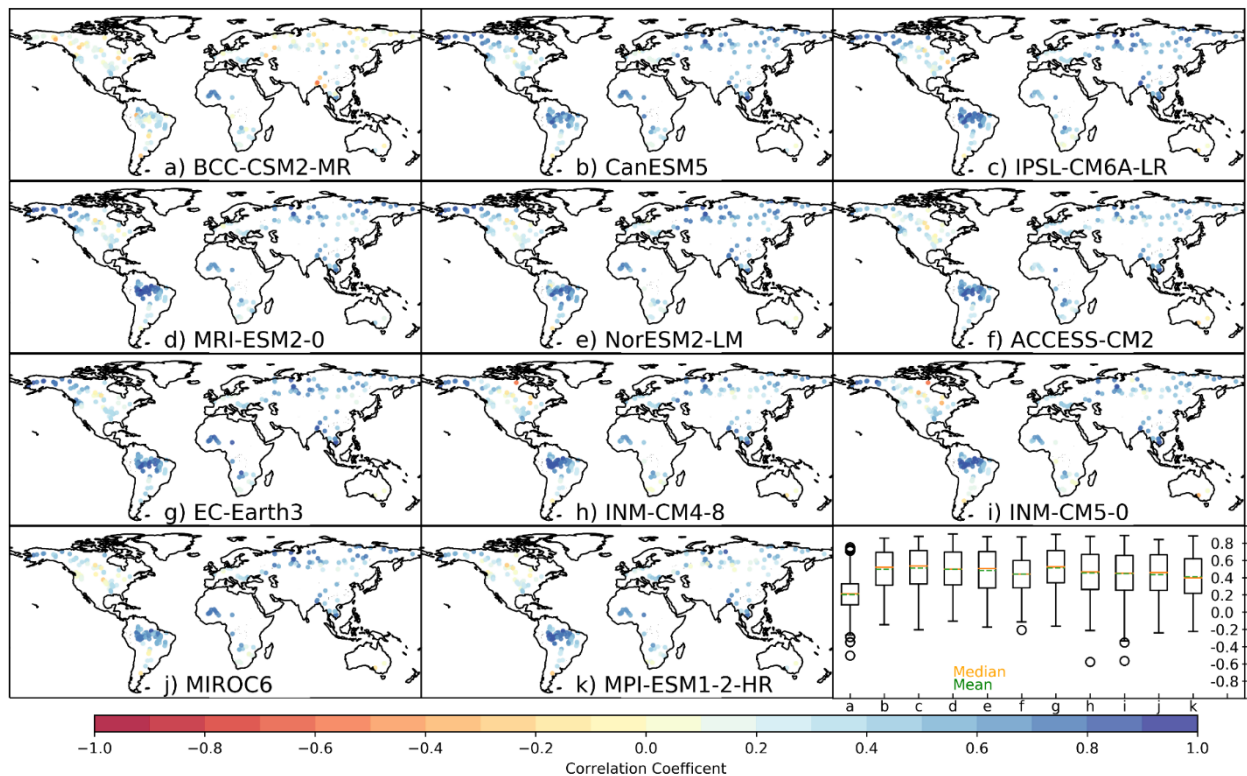 a) BCC-CSM2-MR
b) CanESM5
c) IPSL-CM6A-LR
d) MRI-ESM2-0
e) NorESM2-LM
f) ACCESS-CM2
g) EC-Earth3
h) INM-CM4-8
i) INM-CM5-0
j) MIROC6
k) MPI-ESM1-2-HR
0.8
0.6
0.4
0.2
0.0
-0.2
-0.4
-0.6
-0.8
Median
Mean
a b c d e f g h i j k
−1.0 −0.8 −0.6 −0.4 −0.2 0.0 0.2 0.4 0.6 0.8 1.0
Correlation Coefficent